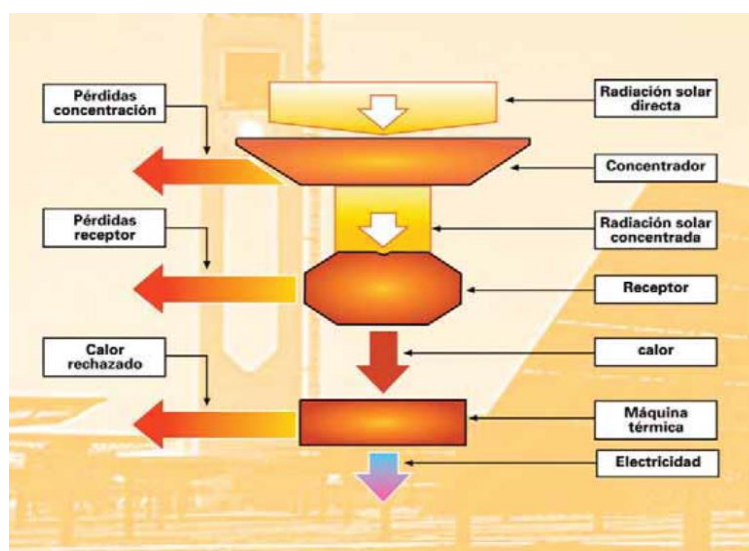 Pérdidas
concentración
Radiación solar
directa
Concentrador
Pérdidas
receptor
Radiación solar
concentrada
Receptor
Calor
rechazado
calor
Máquina
térmica
Electricidad